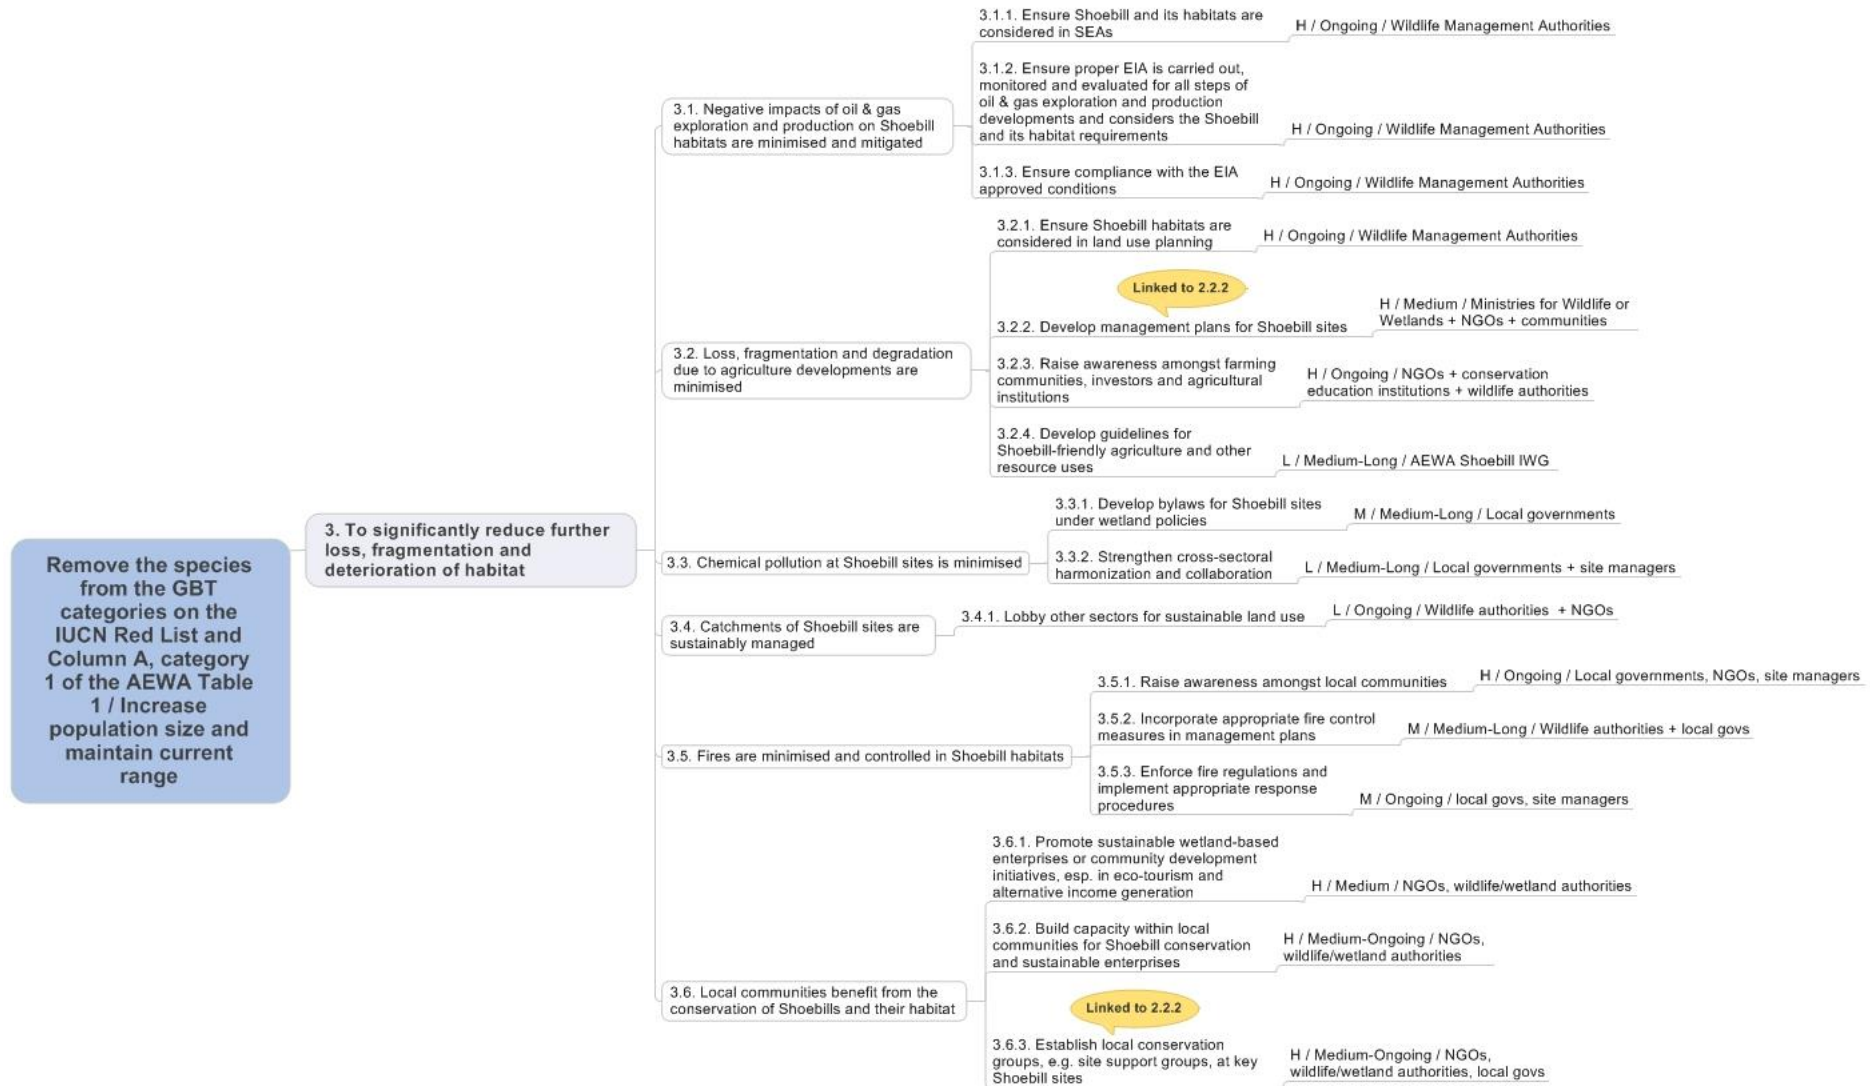 Remove the species
from the GBT
categories on the
IUCN Red List and
Column A, category
1 of the AEWA Table
1 / Increase
population size and
maintain current
range
3. To significantly reduce further
loss, fragmentation and
deterioration of habitat
3.1. Negative impacts of oil & gas
exploration and production on Shoebill
habitats are minimised and mitigated
3.1.1. Ensure Shoebill and its habitats are
considered in SEAs
H / Ongoing / Wildlife Management Authorities
3.1.2. Ensure proper EIA is carried out,
monitored and evaluated for all steps of
oil & gas exploration and production
developments and considers the Shoebill
and its habitat requirements
H / Ongoing / Wildlife Management Authorities
3.1.3. Ensure compliance with the EIA
approved conditions
H / Ongoing / Wildlife Management Authorities
3.2. Loss, fragmentation and degradation
due to agriculture developments are
minimised
3.2.1. Ensure Shoebill habitats are
considered in land use planning
H / Ongoing / Wildlife Management Authorities
Linked to 2.2.2
3.2.2. Develop management plans for Shoebill sites
H / Medium / Ministries for Wildlife or
Wetlands + NGOs + communities
3.2.3. Raise awareness amongst farming
communities, investors and agricultural
institutions
H / Ongoing / NGOs + conservation
education institutions + wildlife authorities
3.2.4. Develop guidelines for
Shoebill-friendly agriculture and other
resource uses
L / Medium-Long / AEWA Shoebill IWG
3.3. Chemical pollution at Shoebill sites is minimised
3.3.1. Develop bylaws for Shoebill sites
under wetland policies
M / Medium-Long / Local governments
3.3.2. Strengthen cross-sectoral
harmonization and collaboration
L / Medium-Long / Local governments + site managers
3.4. Catchments of Shoebill sites are
sustainably managed
3.4.1. Lobby other sectors for sustainable land use
L / Ongoing / Wildlife authorities + NGOs
3.5. Fires are minimised and controlled in Shoebill habitats
3.5.1. Raise awareness amongst local communities
H / Ongoing / Local governments, NGOs, site managers
3.5.2. Incorporate appropriate fire control
measures in management plans
M / Medium-Long / Wildlife authorities + local govs
3.5.3. Enforce fire regulations and
implement appropriate response
procedures
M / Ongoing / local govs, site managers
3.6. Local communities benefit from the
conservation of Shoebills and their habitat
3.6.1. Promote sustainable wetland-based
enterprises or community development
initiatives, esp. in eco-tourism and
alternative income generation
H / Medium / NGOs, wildlife/wetland authorities
3.6.2. Build capacity within local
communities for Shoebill conservation
and sustainable enterprises
H / Medium-Ongoing / NGOs,
wildlife/wetland authorities
Linked to 2.2.2
3.6.3. Establish local conservation
groups, e.g. site support groups, at key
Shoebill sites
H / Medium-Ongoing / NGOs,
wildlife/wetland authorities, local govs